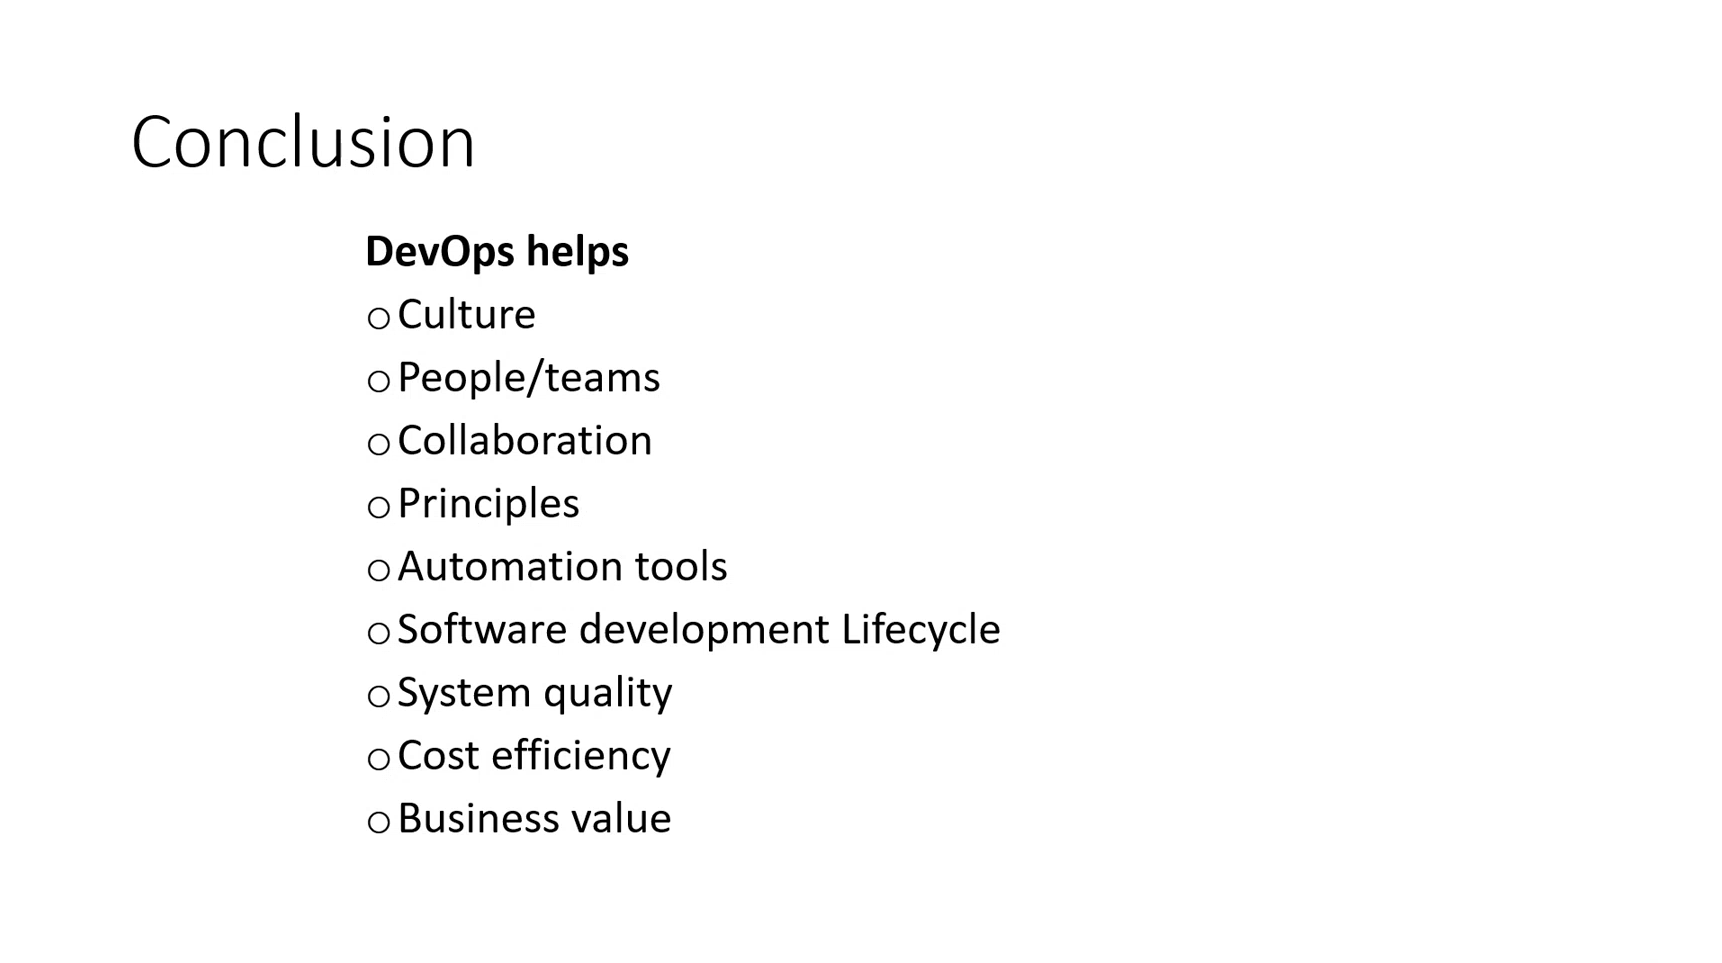 Conclusion
DevOps helps
○ Culture
○ People/teams
○ Collaboration
○ Principles
○ Automation tools
○ Software development Lifecycle
○ System quality
○ Cost efficiency
○ Business value